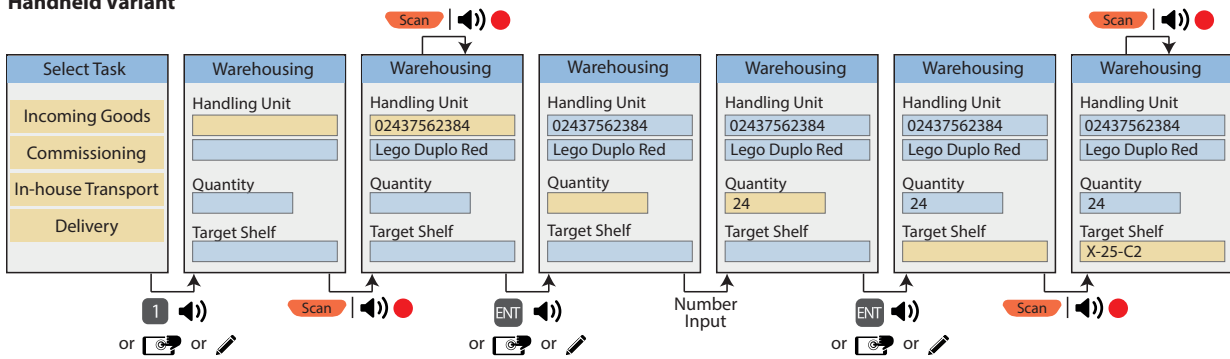 Handheld Variant
Scan
Scan
Select Task
Incoming Goods
Commissioning
In-house Transport
Delivery
Warehousing
Handling Unit
Quantity
Target Shelf
Warehousing
Handling Unit
02437562384
Lego Duplo Red
Quantity
Target Shelf
Warehousing
Handling Unit
02437562384
Lego Duplo Red
Quantity
Target Shelf
Warehousing
Handling Unit
02437562384
Lego Duplo Red
Quantity
24
Target Shelf
Warehousing
Handling Unit
02437562384
Lego Duplo Red
Quantity
24
Target Shelf
Warehousing
Handling Unit
02437562384
Lego Duplo Red
Quantity
24
Target Shelf
X-25-C2
1
or or
Scan
ENT
or or
Number
Input
ENT
or or
Scan